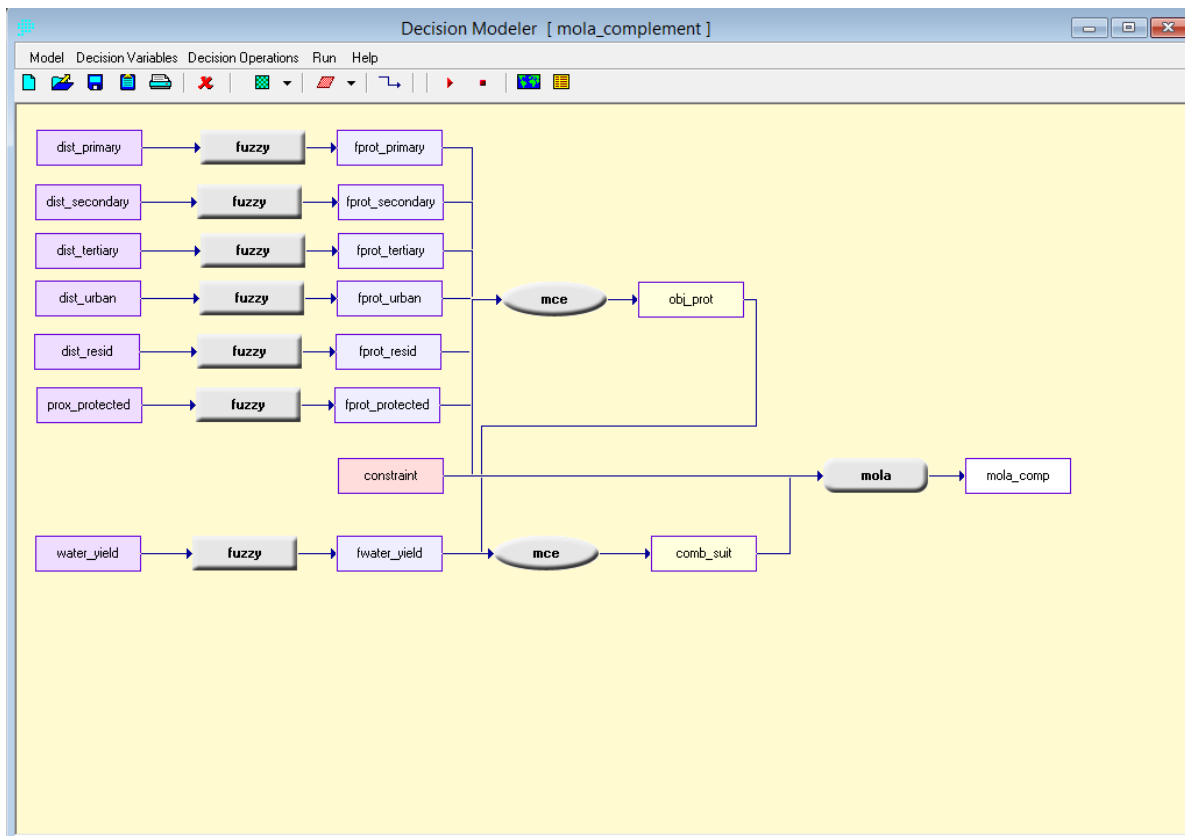 Decision Modeler [ mola_complement ]
Model Decision Variables Decision Operations Run Help
dist_primary fuzzy fprot_primary
dist_secondary fuzzy fprot_secondary
dist_tertiary fuzzy fprot_tertiary
dist_urban fuzzy fprot_urban mce obj_prot
dist_resid fuzzy fprot_resid
prox_protected fuzzy fprot_protected
constraint mola mola_comp
water_yield fuzzy fwater_yield mce comb_suit